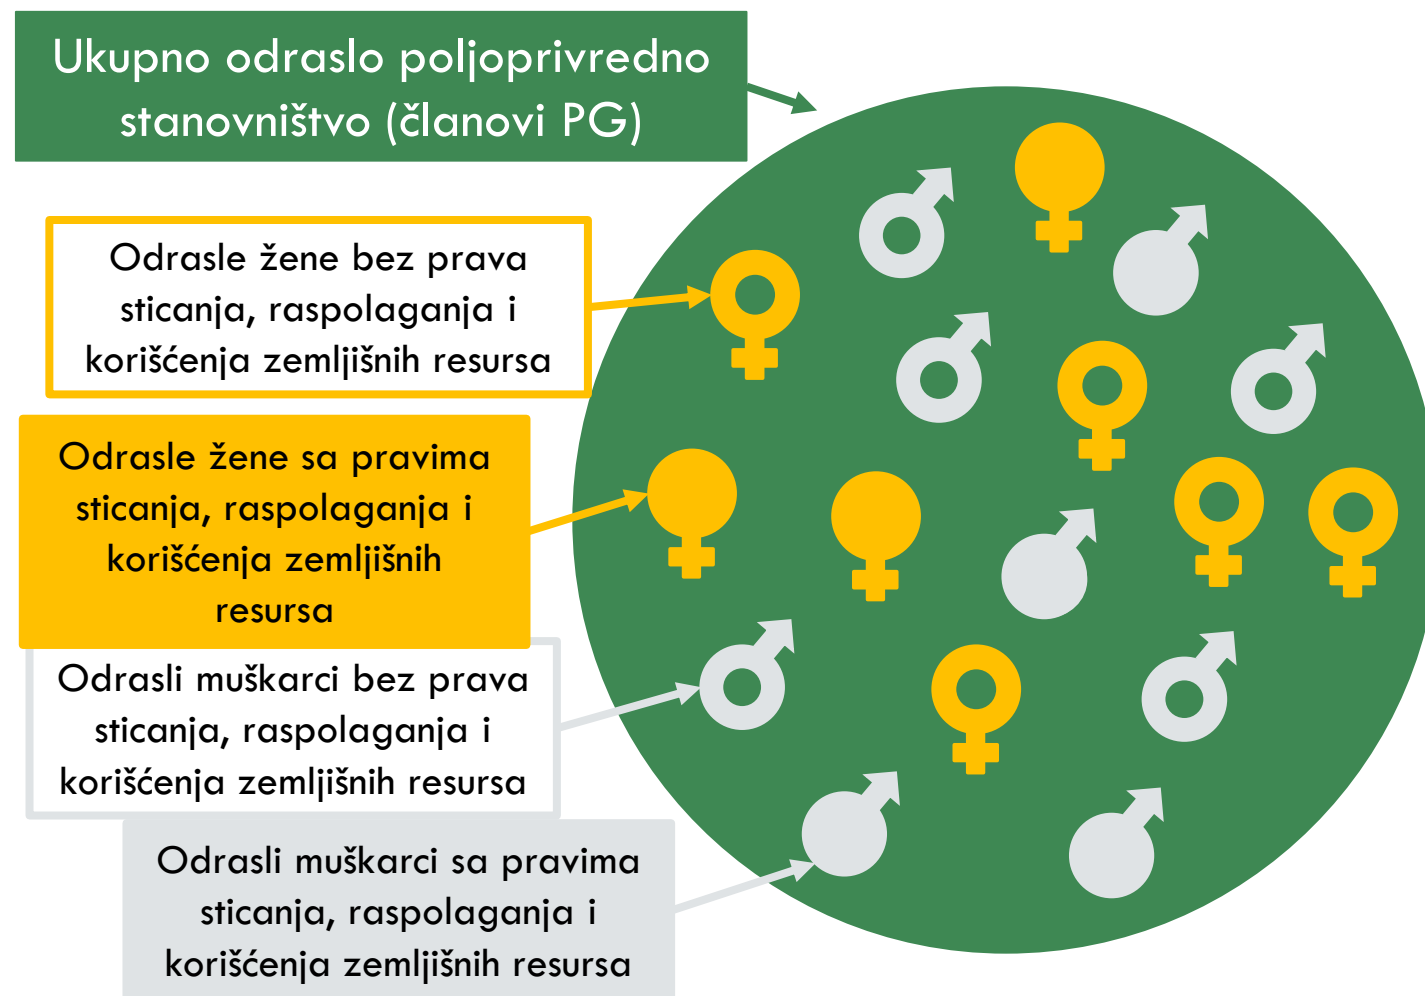 Ukupno odraslo poljoprivredno
stanovništvo (članovi PG)
Odrasle žene bez prava
sticanja, raspolaganja i
korišćenja zemljišnih resursa
Odrasle žene sa pravima
sticanja, raspolaganja i
korišćenja zemljišnih
resursa
Odrasli muškarci bez prava
sticanja, raspolaganja i
korišćenja zemljišnih resursa
Odrasli muškarci sa pravima
sticanja, raspolaganja i
korišćenja zemljišnih resursa